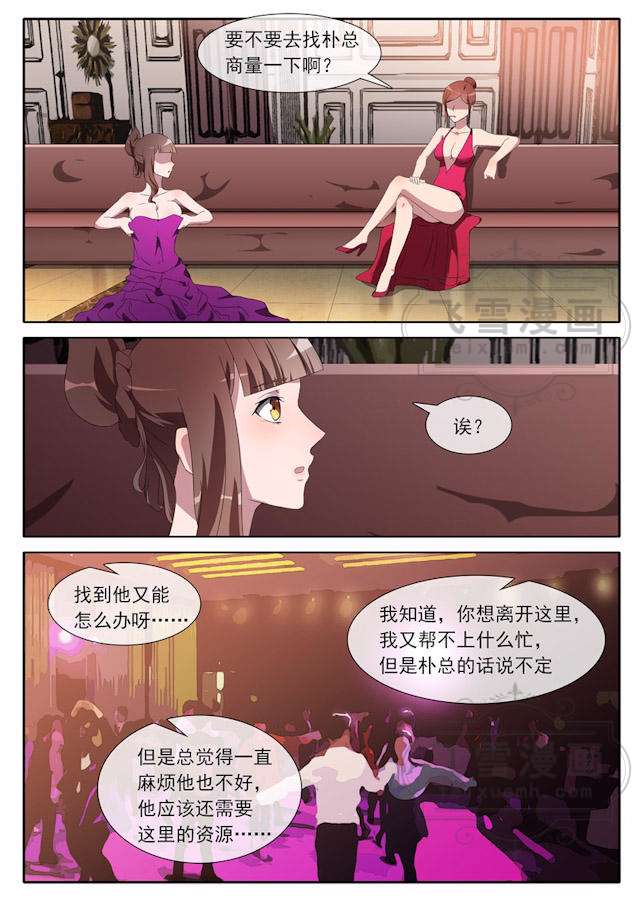 要不要去找朴总
商量一下啊？
飞雪漫画
诶？
找到他又能
怎么办呀……
我知道，你想离开这里，
我又帮不上什么忙，
但是朴总的话说不定
但是总觉得一直
麻烦他也不好，
他应该还需要
这里的资源……
飞雪漫画